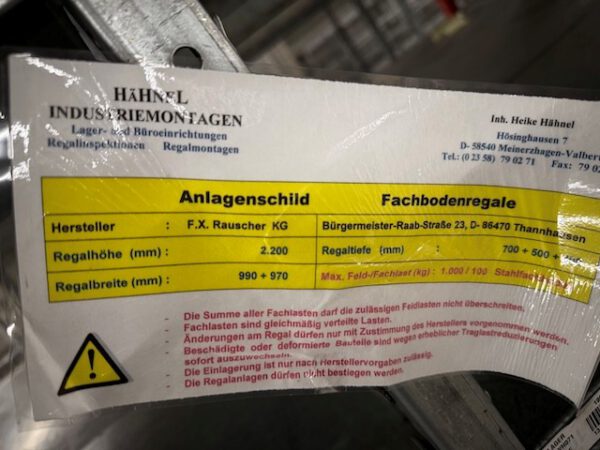 HÄHNEL
INDUSTRIEMONTAGEN
Lager- und Büroeinrichtungen
Regalinspektionen Regalmontagen
Inh. Heike Hähnel
Hösinghausen 7
D- 58540 Meinerzhagen-Valbert
Tel.: (0 23 58) 79 02 71 Fax: 79 02
Anlagenschild Fachbodenregale
Hersteller : F.X. Rauscher KG Bürgermeister-Raab-Straße 23, D- 86470 Thannhausen
Regalhöhe (mm) : 2.200 Regaltiefe (mm) : 700 + 500 +
Regalbreite (mm) : 990 + 970 Max. Feld-/Fachlast (kg) : 1.000 / 100
- Die Summe aller Fachlasten darf die zulässigen Feldlasten nicht überschreiten.
- Fachlasten sind gleichmäßig verteilte Lasten.
- Änderungen am Regal dürfen nur mit Zustimmung des Herstellers vorgenommen werden.
- Beschädigte oder deformierte Bauteile sind wegen erheblicher Traglastreduzierungen
sofort auszuwechseln.
- Die Einlagerung ist nur nach Herstellervorgaben zulässig.
- Die Regalanlagen dürfen nicht bestiegen werden.